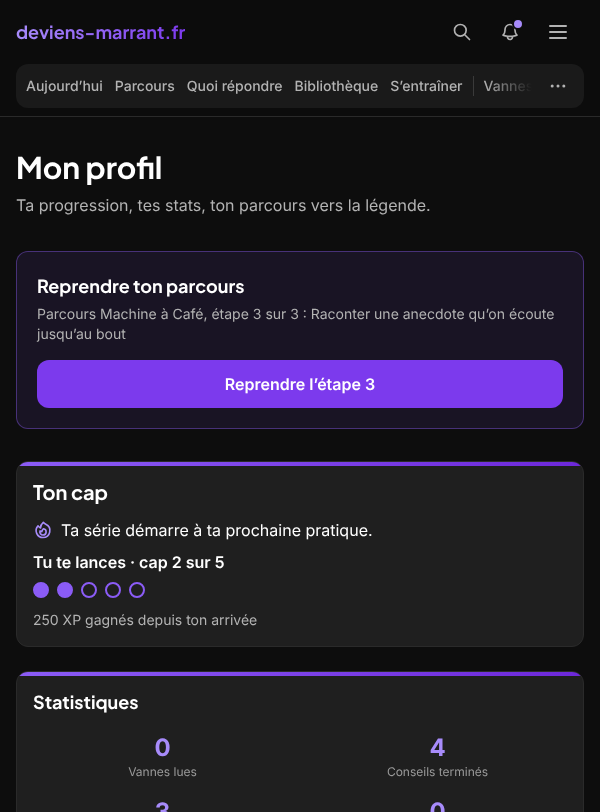 deviens-marrant.fr
Aujourd’hui Parcours Quoi répondre Bibliothèque S’entraîner Vannes
Mon profil
Ta progression, tes stats, ton parcours vers la légende.
Reprendre ton parcours
Parcours Machine à Café, étape 3 sur 3 : Raconter une anecdote qu’on écoute
jusqu’au bout
Reprendre l’étape 3
Ton cap
Ta série démarre à ta prochaine pratique.
Tu te lances · cap 2 sur 5
250 XP gagnés depuis ton arrivée
Statistiques
0 4
Vannes lues Conseils terminés
3 0